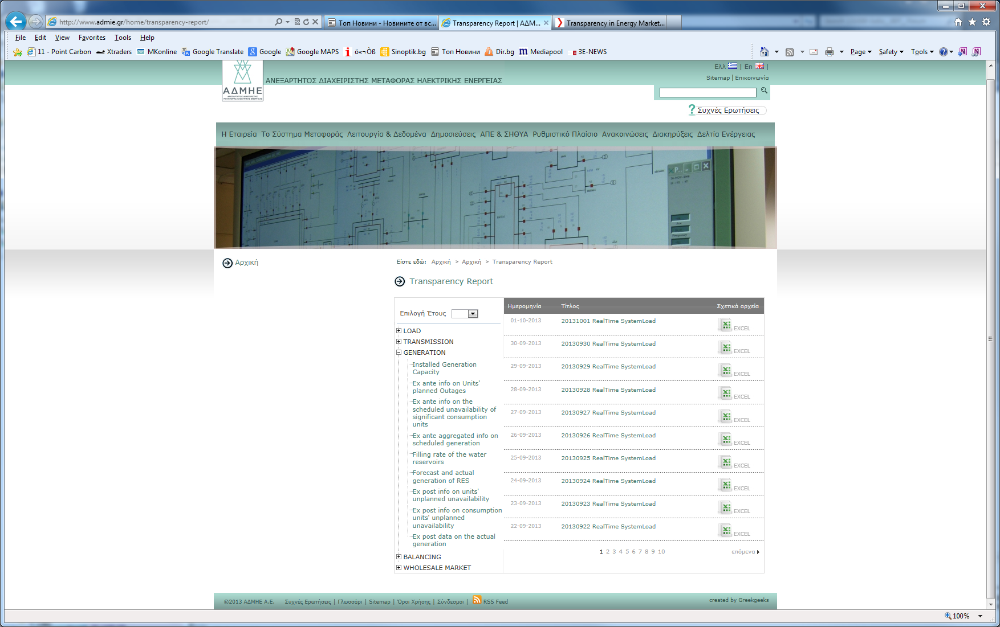 http://www.admie.gr/home/transparency-report/
Топ Новини - Новините от вс...
Transparency Report | ΑΔΜ...
Transparency in Energy Market...
File Edit View Favorites Tools Help
11 - Point Carbon Xtraders MKonline Google Translate Google Google MAPS ö«¬Òß Sinoptik.bg Топ Новини Dir.bg Mediapool 3E-NEWS
Page Safety Tools
Ελλ | En |
Sitemap | Επικοινωνία
ΑΔΜΗΕ
ΑΝΕΞΑΡΤΗΤΟΣ ΔΙΑΧΕΙΡΙΣΤΗΣ ΜΕΤΑΦΟΡΑΣ ΗΛΕΚΤΡΙΚΗΣ ΕΝΕΡΓΕΙΑΣ
ΑΝΕΞΑΡΤΗΤΟΣ ΔΙΑΧΕΙΡΙΣΤΗΣ
ΜΕΤΑΦΟΡΑΣ ΗΛΕΚΤΡΙΚΗΣ ΕΝΕΡΓΕΙΑΣ
? Συχνές Ερωτήσεις
Η Εταιρεία Το Σύστημα Μεταφοράς Λειτουργία & Δεδομένα Δημοσιεύσεις ΑΠΕ & ΣΗΘΥΑ Ρυθμιστικό Πλαίσιο Ανακοινώσεις Διακηρύξεις Δελτία Ενέργειας
Αρχική
Είστε εδώ: Αρχική > Αρχική > Transparency Report
Transparency Report
Επιλογή Έτους
LOAD
TRANSMISSION
GENERATION
Installed Generation
Capacity
Ex ante info on Units'
planned Outages
Ex ante info on the
scheduled unavailability of
significant consumption
units
Ex ante aggregated info on
scheduled generation
Filling rate of the water
reservoirs
Forecast and actual
generation of RES
Ex post info on units'
unplanned unavailability
Ex post info on consumption
units' unplanned
unavailability
Ex post data on the actual
generation
BALANCING
WHOLESALE MARKET
Ημερομηνία Τίτλος Σχετικά αρχεία
01-10-2013 20131001 RealTime SystemLoad EXCEL
30-09-2013 20130930 RealTime SystemLoad EXCEL
29-09-2013 20130929 RealTime SystemLoad EXCEL
28-09-2013 20130928 RealTime SystemLoad EXCEL
27-09-2013 20130927 RealTime SystemLoad EXCEL
26-09-2013 20130926 RealTime SystemLoad EXCEL
25-09-2013 20130925 RealTime SystemLoad EXCEL
24-09-2013 20130924 RealTime SystemLoad EXCEL
23-09-2013 20130923 RealTime SystemLoad EXCEL
22-09-2013 20130922 RealTime SystemLoad EXCEL
1 2 3 4 5 6 7 8 9 10 επόμενα
©2013 ΑΔΜΗΕ Α.Ε. Συχνές Ερωτήσεις | Γλωσσάρι | Sitemap | Όροι Χρήσης | Σύνδεσμοι | RSS Feed
created by Greekgeeks
100%